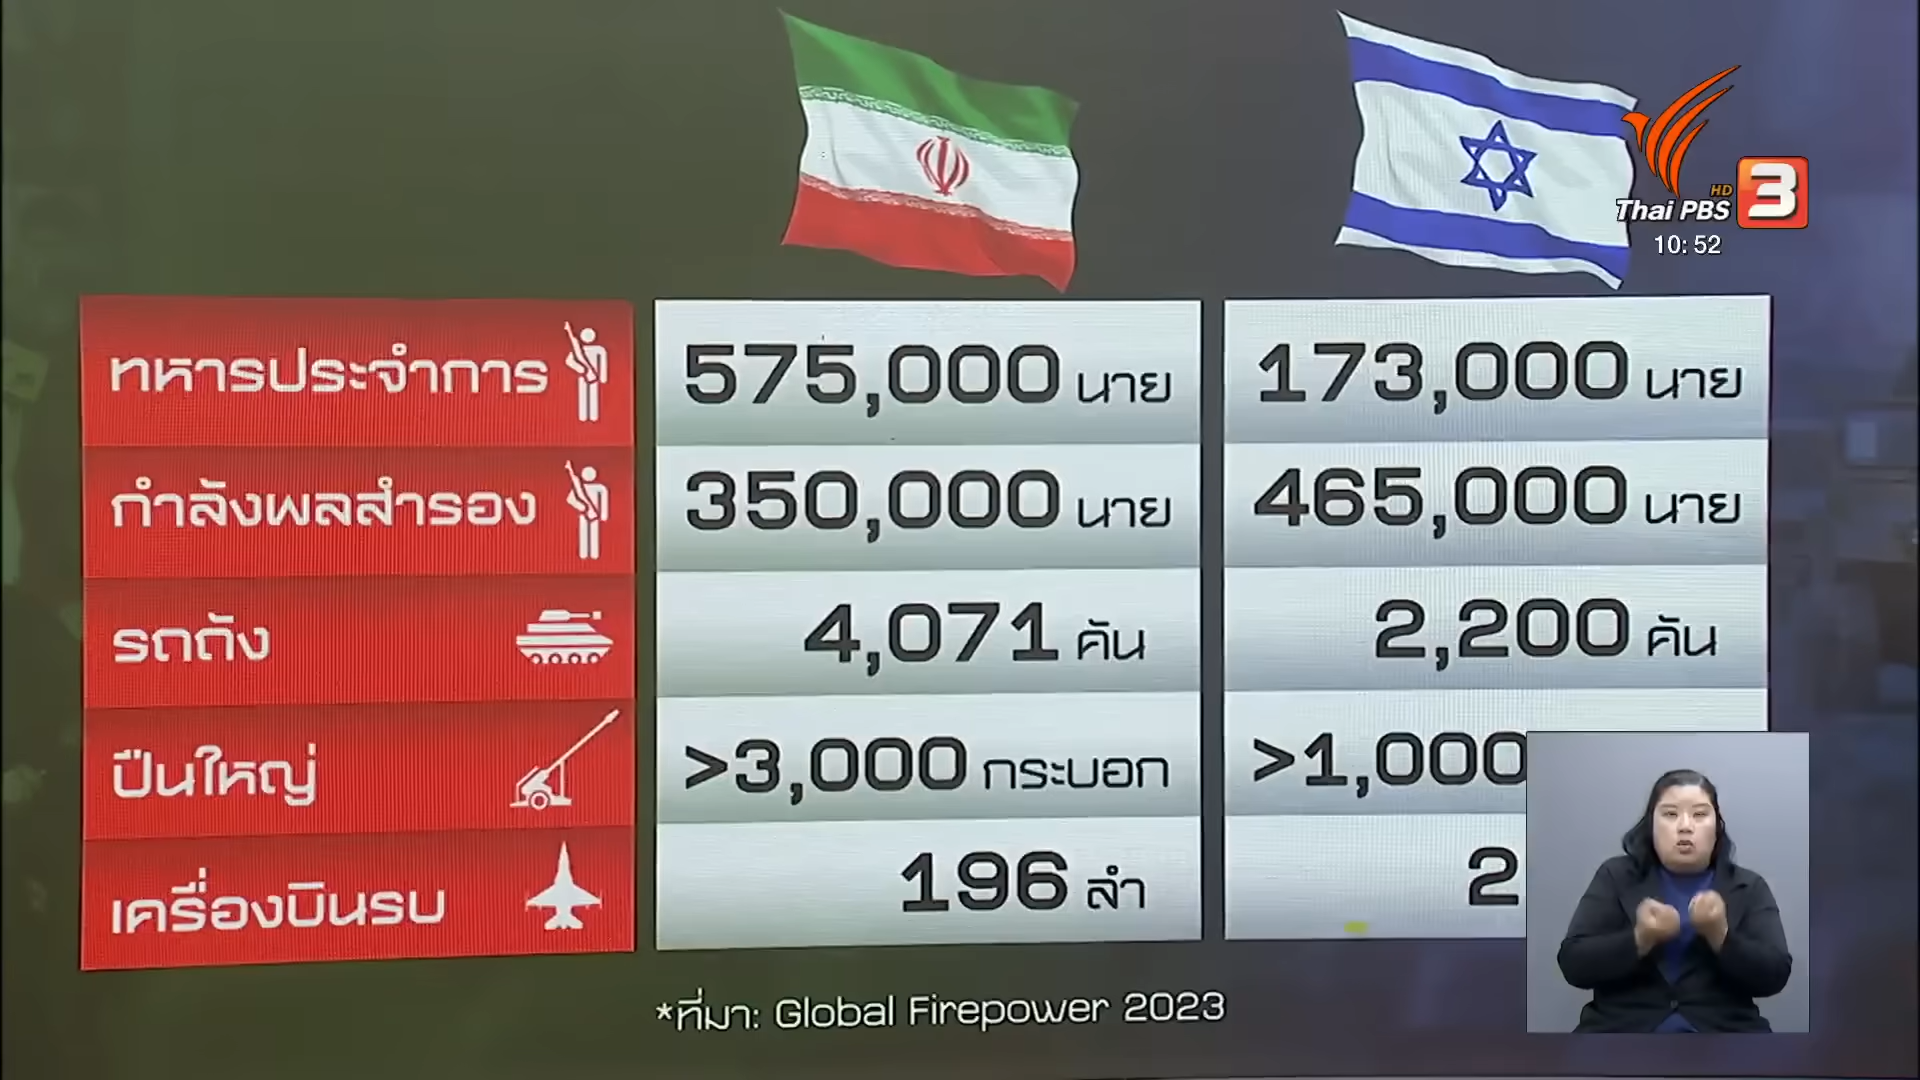 HD
Thai PBS 3
10:52
ทหารประจำการ 575,000 นาย 173,000 นาย
กำลังพลสำรอง 350,000 นาย 465,000 นาย
รถถัง 4,071 คัน 2,200 คัน
ปืนใหญ่ >3,000 กระบอก >1,000
เครื่องบินรบ 196 ลำ 2
*ที่มา: Global Firepower 2023